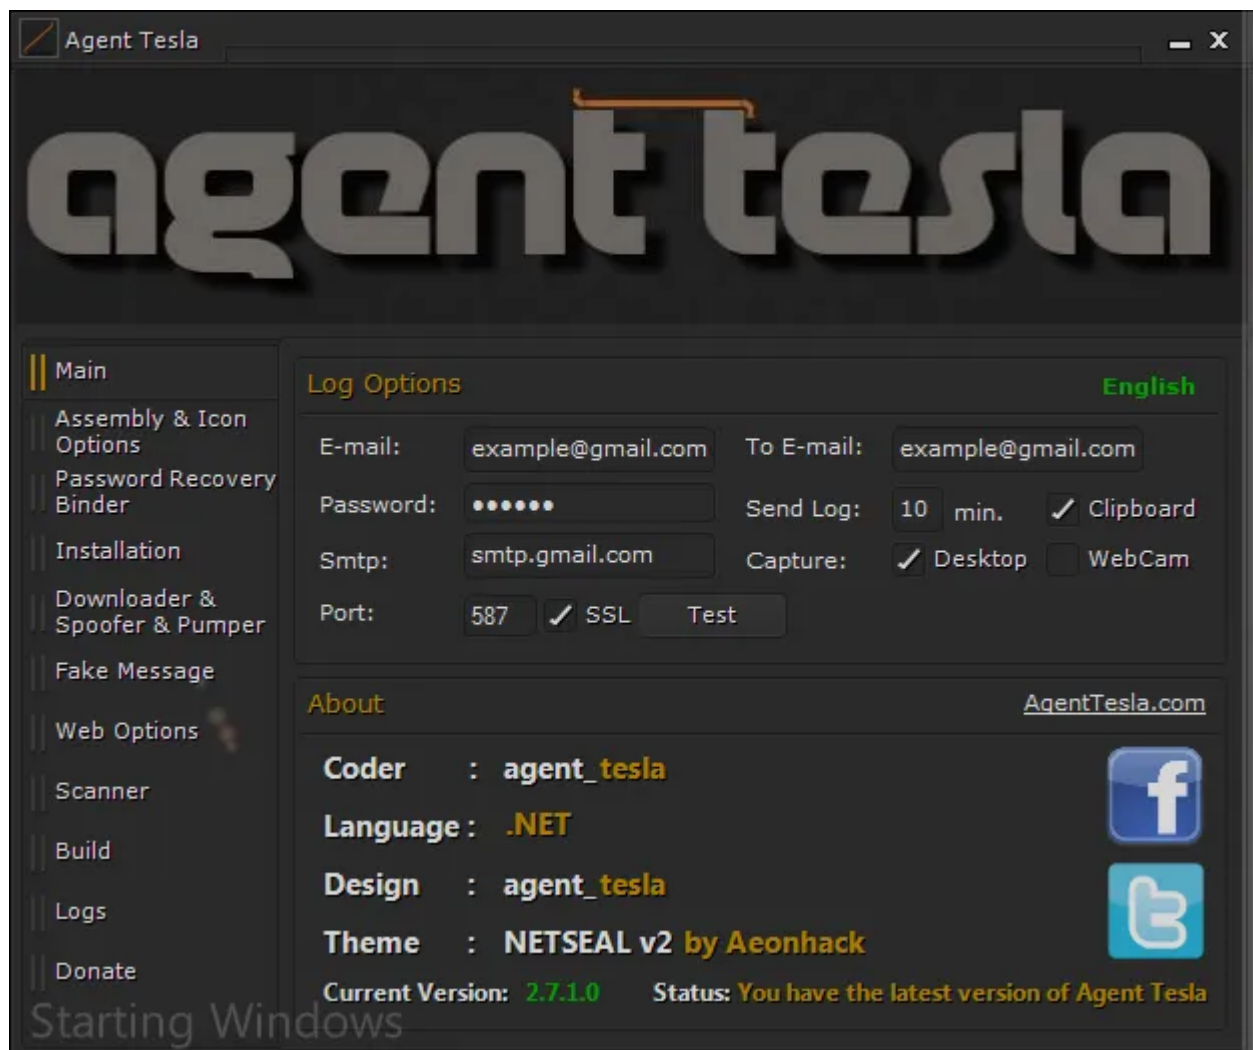 Agent Tesla
agent tesla
Main
Assembly & Icon
Options
Password Recovery
Binder
Installation
Downloader &
Spoofer & Pumper
Fake Message
Web Options
Scanner
Build
Logs
Donate
Log Options English
E-mail: example@gmail.com To E-mail: example@gmail.com
Password: •••••• Send Log: 10 min. Clipboard
Smtp: smtp.gmail.com Capture: Desktop WebCam
Port: 587 SSL Test
About AgentTesla.com
Coder : agent_tesla
Language : .NET
Design : agent_tesla
Theme : NETSEAL v2 by Aeonhack
Current Version: 2.7.1.0 Status: You have the latest version of Agent Tesla
Starting Windows